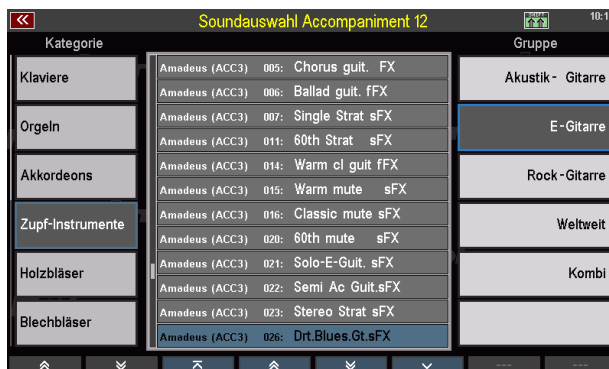 Soundauswahl Accompaniment 12
10:1
Kategorie
Gruppe
Klaviere
Orgeln
Akkordeons
Zupf-Instrumente
Holzbläser
Blechbläser
Amadeus (ACC3) 005: Chorus guit. FX
Amadeus (ACC3) 006: Ballad guit. fFX
Amadeus (ACC3) 007: Single Strat sFX
Amadeus (ACC3) 011: 60th Strat sFX
Amadeus (ACC3) 014: Warm cl guit fFX
Amadeus (ACC3) 015: Warm mute sFX
Amadeus (ACC3) 016: Classic mute sFX
Amadeus (ACC3) 020: 60th mute sFX
Amadeus (ACC3) 021: Solo-E-Guit. sFX
Amadeus (ACC3) 022: Semi Ac Guit.sFX
Amadeus (ACC3) 023: Stereo Strat sFX
Amadeus (ACC3) 026: Drt.Blues.Gt.sFX
Akustik- Gitarre
E-Gitarre
Rock-Gitarre
Weltweit
Kombi
--- ---